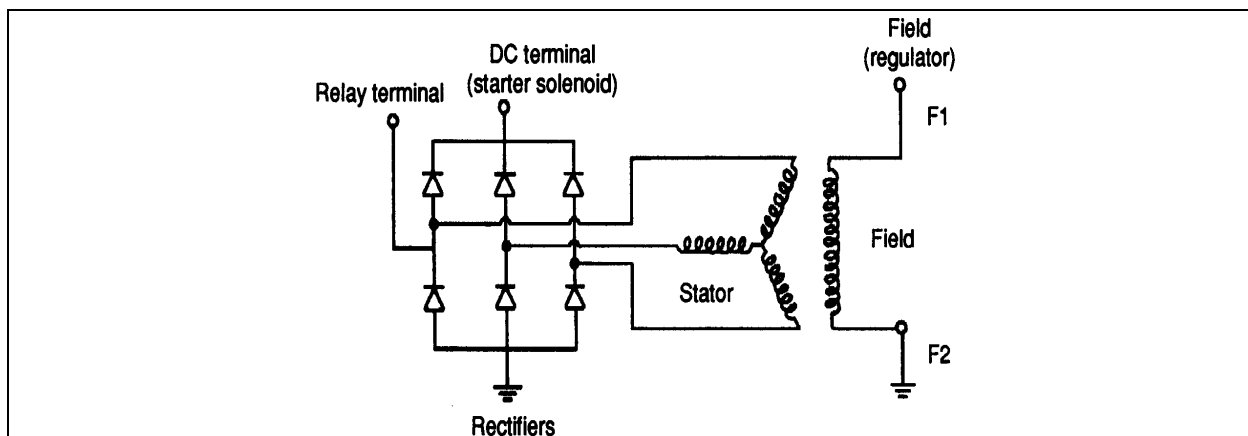 Field
(regulator)
DC terminal
(starter solenoid)
Relay terminal
F1
Field
Stator
F2
Rectifiers